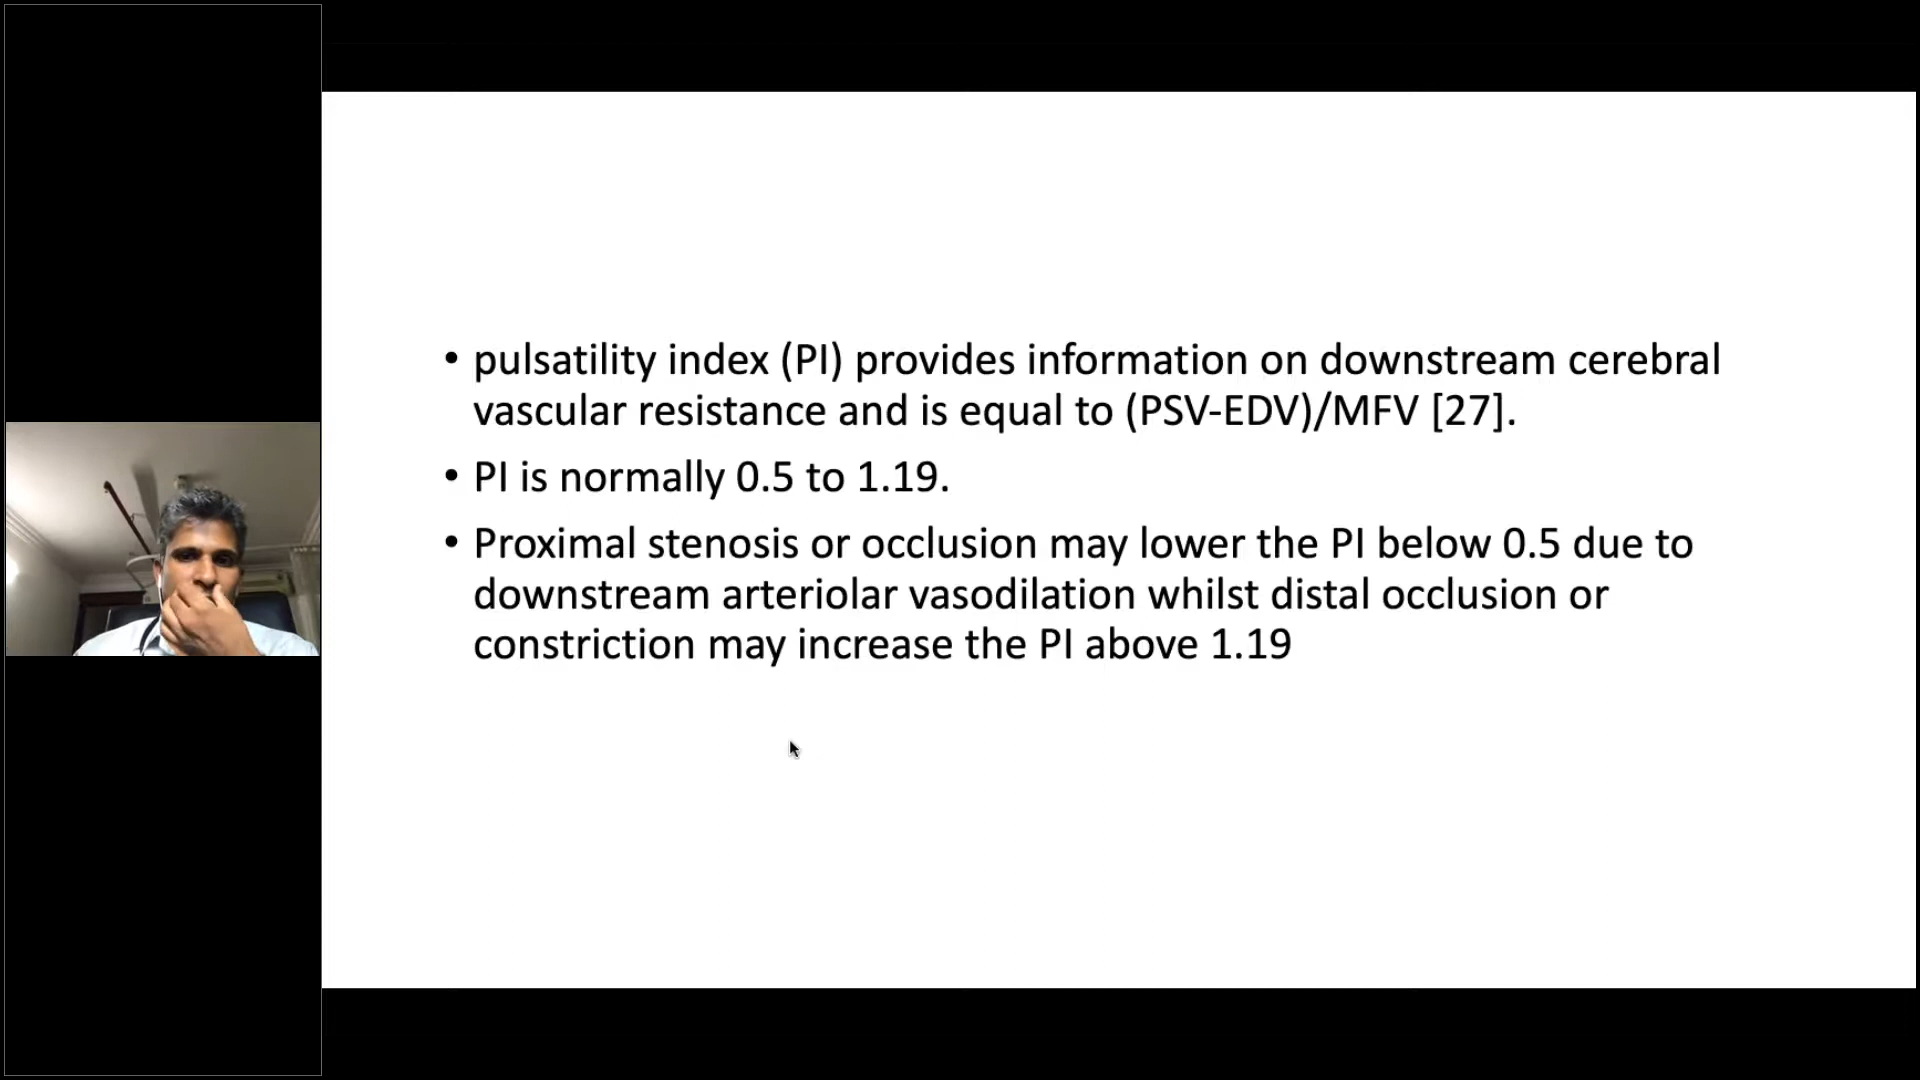 • pulsatility index (PI) provides information on downstream cerebral
vascular resistance and is equal to (PSV-EDV)/MFV [27].
• PI is normally 0.5 to 1.19.
• Proximal stenosis or occlusion may lower the PI below 0.5 due to
downstream arteriolar vasodilation whilst distal occlusion or
constriction may increase the PI above 1.19